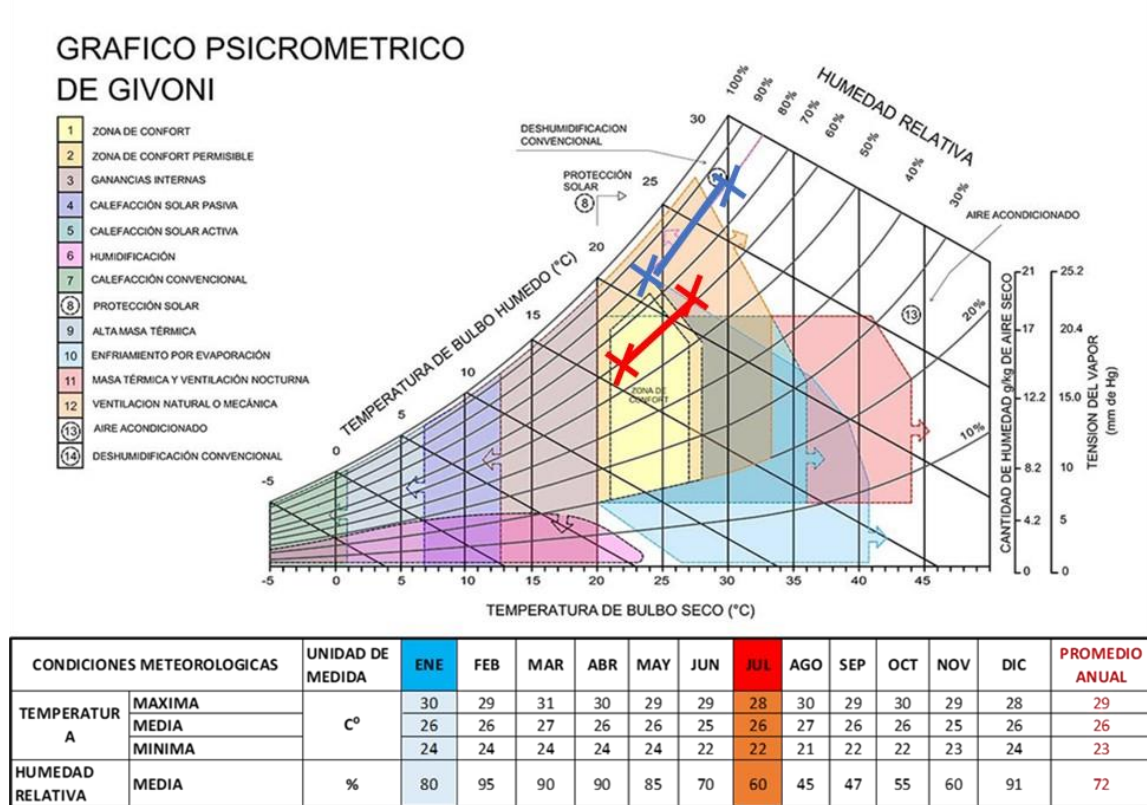 GRAFICO PSICROMETRICO
DE GIVONI
1 ZONA DE CONFORT
2 ZONA DE CONFORT PERMISIBLE
3 GANANCIAS INTERNAS
4 CALEFACCIÓN SOLAR PASIVA
5 CALEFACCIÓN SOLAR ACTIVA
6 HUMIDIFICACIÓN
7 CALEFACCIÓN CONVENCIONAL
8 PROTECCIÓN SOLAR
9 ALTA MASA TÉRMICA
10 ENFRIAMIENTO POR EVAPORACIÓN
11 MASA TÉRMICA Y VENTILACIÓN NOCTURNA
12 VENTILACION NATURAL O MECÁNICA
13 AIRE ACONDICIONADO
14 DESHUMIDIFICACIÓN CONVENCIONAL
DESHUMIDIFICACION
CONVENCIONAL
PROTECCIÓN
SOLAR
8
HUMEDAD RELATIVA
100% 90% 80% 70% 60% 50% 40% 30%
AIRE ACONDICIONADO
13
20%
10%
TEMPERATURA DE BULBO HUMEDO (°C)
-5 0 5 10 15 20 25 30
ZONA DE
CONFORT
CANTIDAD DE HUMEDAD g/kg DE AIRE SECO
21 17 12.2 8.2 4.2 0
TENSION DEL VAPOR
(mm de Hg)
25.2 20.4 15.0 10 5 0
-5 0 5 10 15 20 25 30 35 40 45
TEMPERATURA DE BULBO SECO (°C)
CONDICIONES METEOROLOGICAS UNIDAD DE MEDIDA ENE FEB MAR ABR MAY JUN JUL AGO SEP OCT NOV DIC PROMEDIO ANUAL
TEMPERATUR
A
C°
MAXIMA 30 29 31 30 29 29 28 30 29 30 29 28 29
MEDIA 26 26 27 26 26 25 26 27 26 26 25 26 26
MINIMA 24 24 24 24 24 22 22 21 22 22 23 24 23
HUMEDAD
RELATIVA
MEDIA % 80 95 90 90 85 70 60 45 47 55 60 91 72